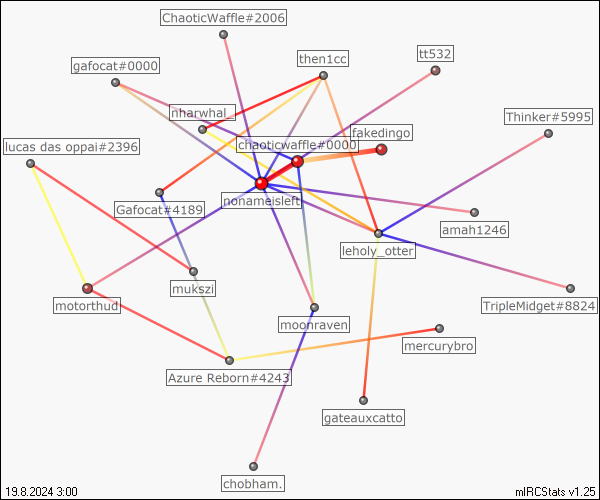 ChaoticWaffle#2006
then1cc
tt532
gafocat#0000
nharwhal_
Thinker#5995
fakedingo
chaoticwaffle#0000
lucas das oppai#2396
nonameisleft
Gafocat#4189
amah1246
leholy_otter
mukszi
motorthud
TripleMidget#8824
moonraven
mercurybro
Azure Reborn#4243
gateauxcatto
chobham.
19.8.2024 3:00
mIRCStats v1.25